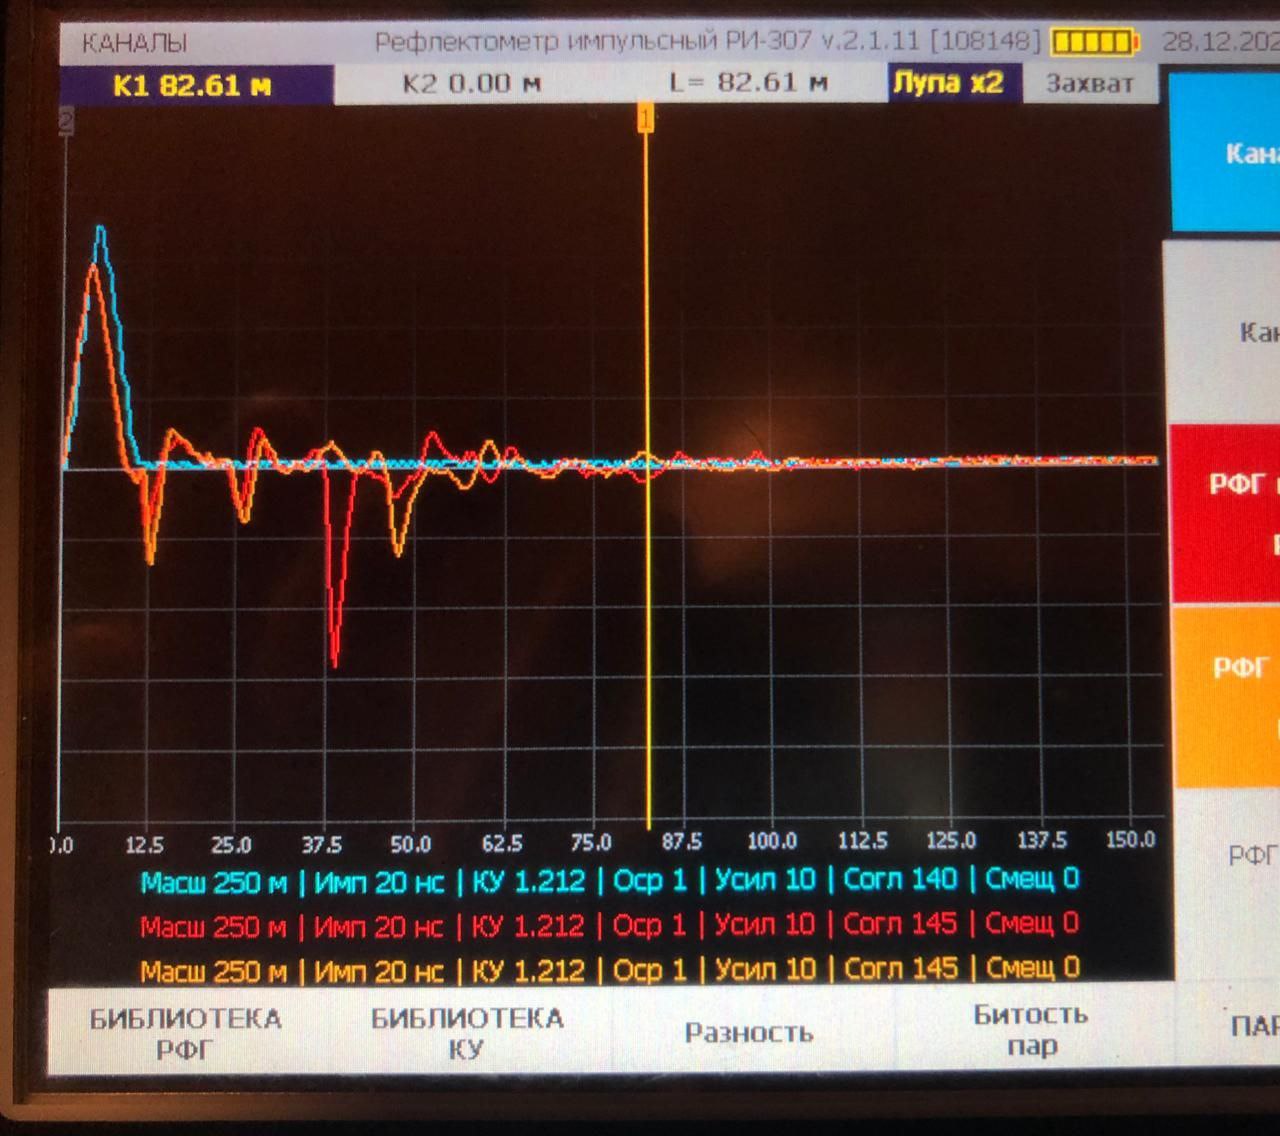 КАНАЛЫ Рефлектометр импульсный РИ-307 v.2.1.11 [108148] 28.12.202
К1 82.61 м К2 0.00 м L= 82.61 м Лупа x2 Захват
2 1
Кан
Кан
РФГ
РФГ
РФГ
0.0 12.5 25.0 37.5 50.0 62.5 75.0 87.5 100.0 112.5 125.0 137.5 150.0
Масш 250 м | Имп 20 нс | КУ 1.212 | Оср 1 | Усил 10 | Согл 140 | Смещ 0
Масш 250 м | Имп 20 нс | КУ 1.212 | Оср 1 | Усил 10 | Согл 145 | Смещ 0
Масш 250 м | Имп 20 нс | КУ 1.212 | Оср 1 | Усил 10 | Согл 145 | Смещ 0
БИБЛИОТЕКА РФГ
БИБЛИОТЕКА КУ
Разность
Битость пар
ПАР